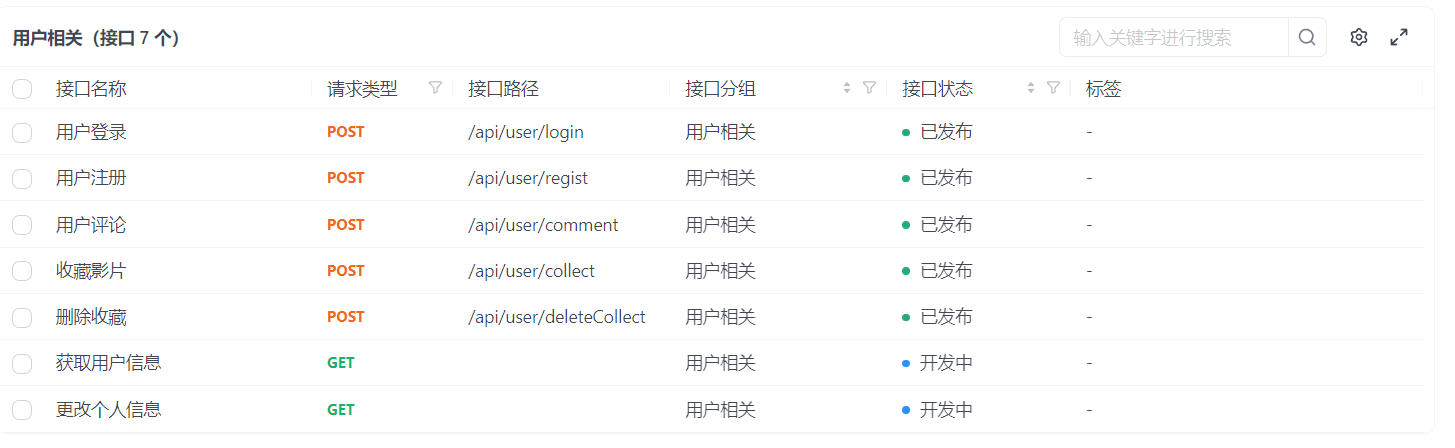 用户相关（接口 7 个） 输入关键字进行搜索
接口名称 请求类型 接口路径 接口分组 接口状态 标签
用户登录 POST /api/user/login 用户相关 已发布 -
用户注册 POST /api/user/regist 用户相关 已发布 -
用户评论 POST /api/user/comment 用户相关 已发布 -
收藏影片 POST /api/user/collect 用户相关 已发布 -
删除收藏 POST /api/user/deleteCollect 用户相关 已发布 -
获取用户信息 GET 用户相关 开发中 -
更改个人信息 GET 用户相关 开发中 -